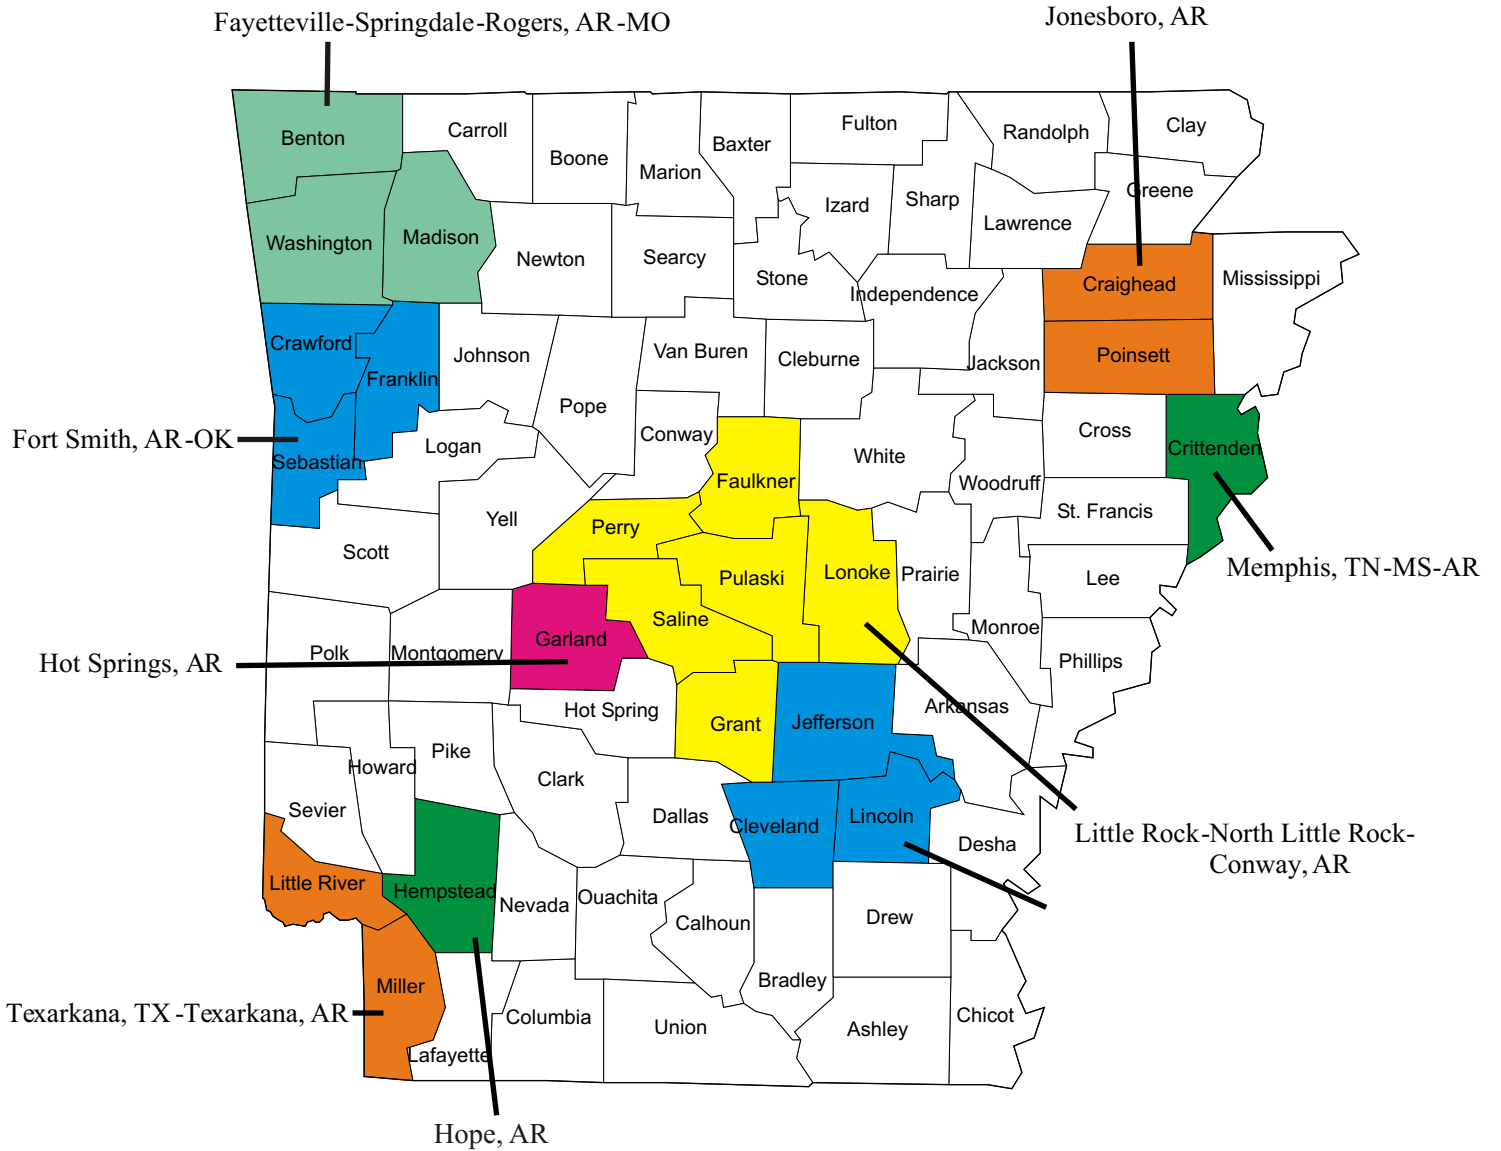 Fayetteville-Springdale-Rogers, AR-MO
Jonesboro, AR
Benton
Carroll
Boone
Marion
Baxter
Fulton
Randolph
Clay
Greene
Izard
Sharp
Lawrence
Washington
Madison
Newton
Searcy
Stone
Independence
Craighead
Mississippi
Crawford
Franklin
Johnson
Pope
Van Buren
Cleburne
Jackson
Poinsett
Fort Smith, AR-OK
Sebastian
Logan
Conway
Faulkner
White
Woodruff
Cross
Crittenden
St. Francis
Scott
Yell
Perry
Pulaski
Lonoke
Prairie
Lee
Memphis, TN-MS-AR
Saline
Garland
Monroe
Phillips
Hot Springs, AR
Polk
Montgomery
Hot Spring
Grant
Jefferson
Arkansas
Pike
Howard
Clark
Sevier
Dallas
Cleveland
Lincoln
Desha
Little Rock-North Little Rock-
Conway, AR
Little River
Hempstead
Nevada
Ouachita
Calhoun
Drew
Bradley
Miller
Texarkana, TX-Texarkana, AR
Lafayette
Columbia
Union
Ashley
Chicot
Hope, AR